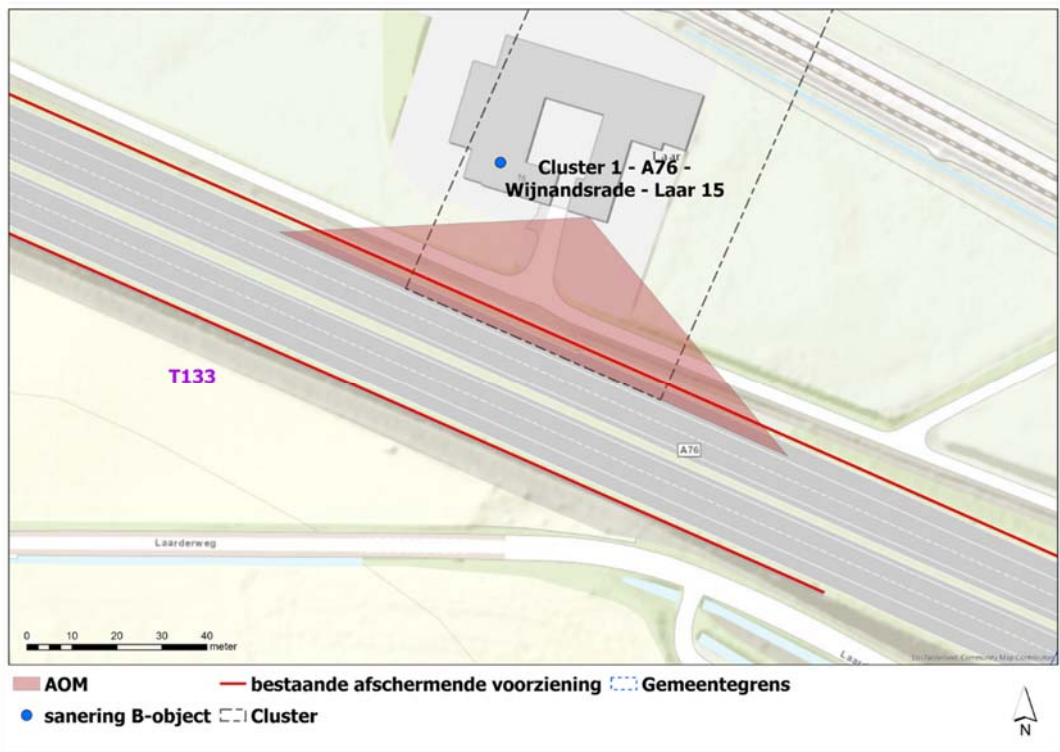 Laar
Cluster 1 - A76 -
Wijnandsrade - Laar 15
T133
A76
Laarderweg
0 10 20 30 40
meter
AOM
bestaande afschermende voorziening
Gemeentegrens
sanering B-object
Cluster
N